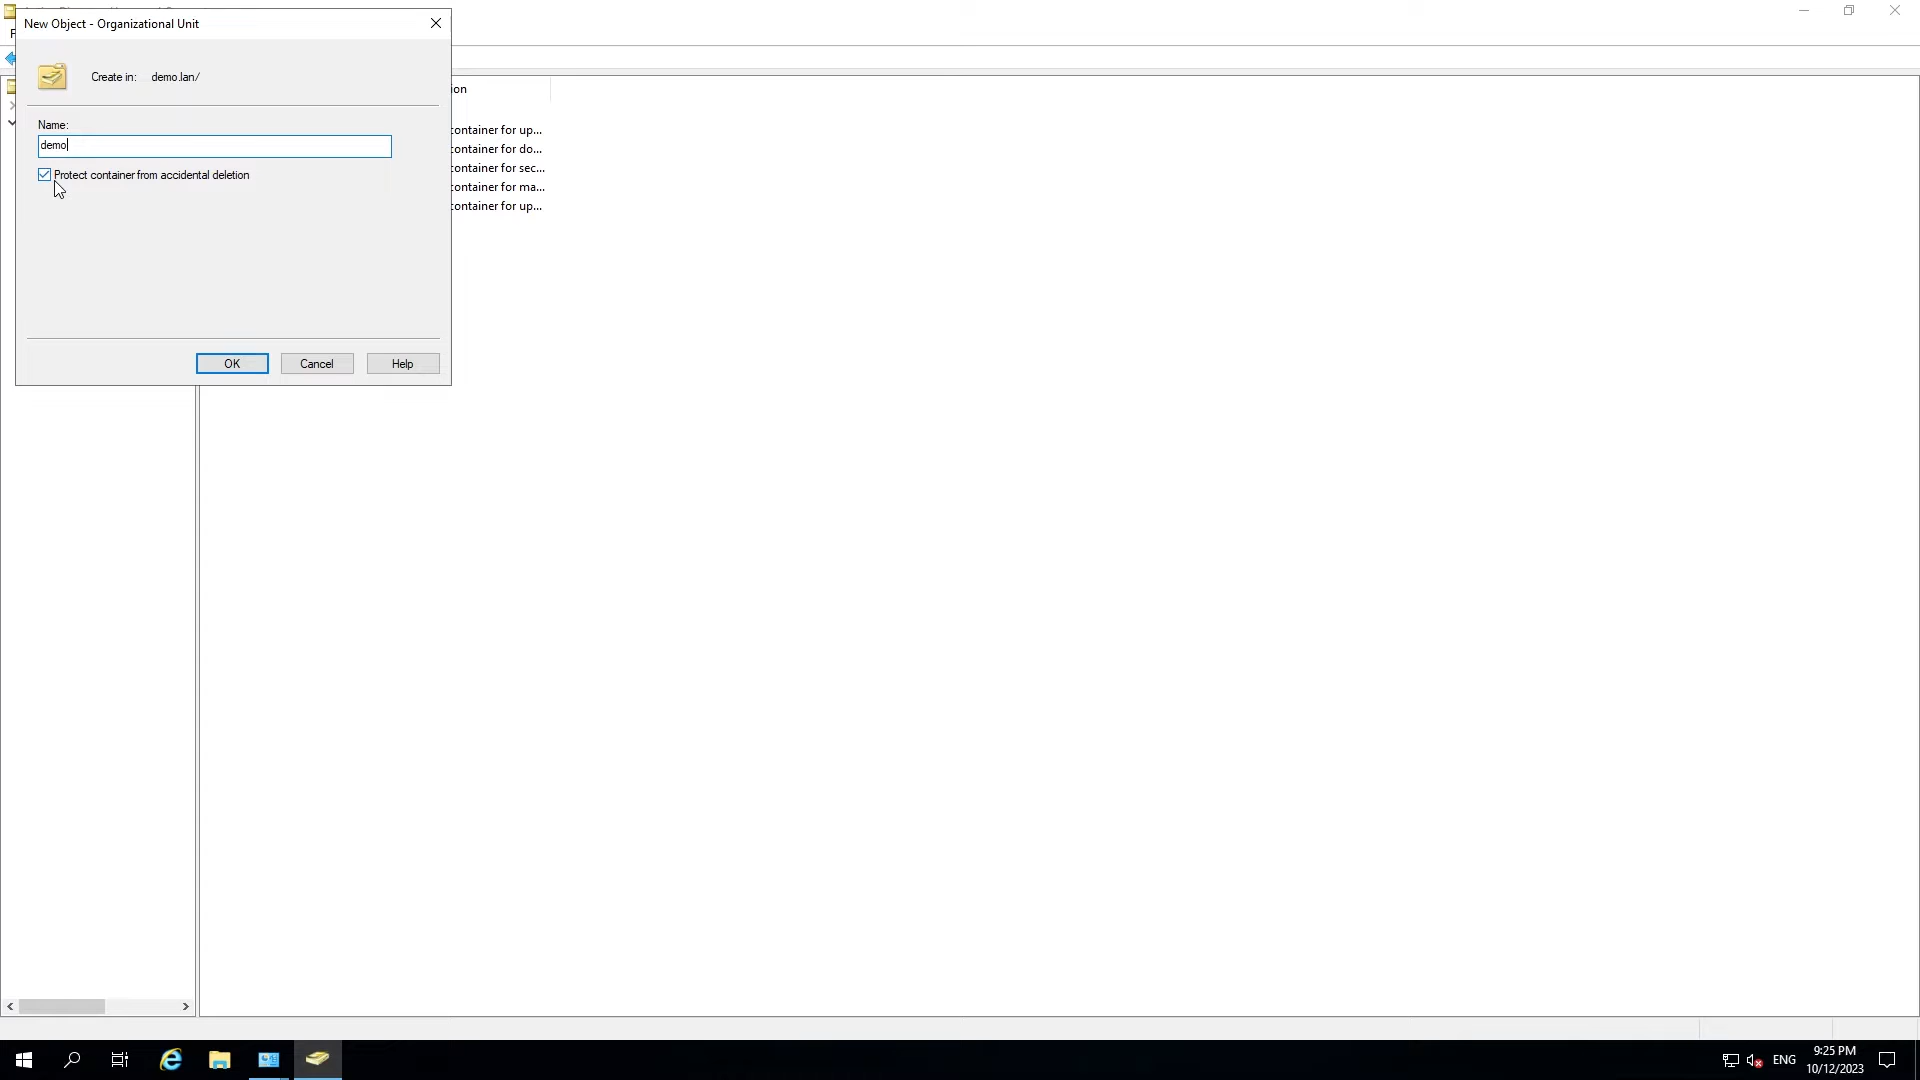 New Object - Organizational Unit
Create in: demo.lan/
Name:
demo
Protect container from accidental deletion
OK Cancel Help
container for up...
container for do...
container for sec...
container for ma...
container for up...
ENG
9:25 PM
10/12/2023